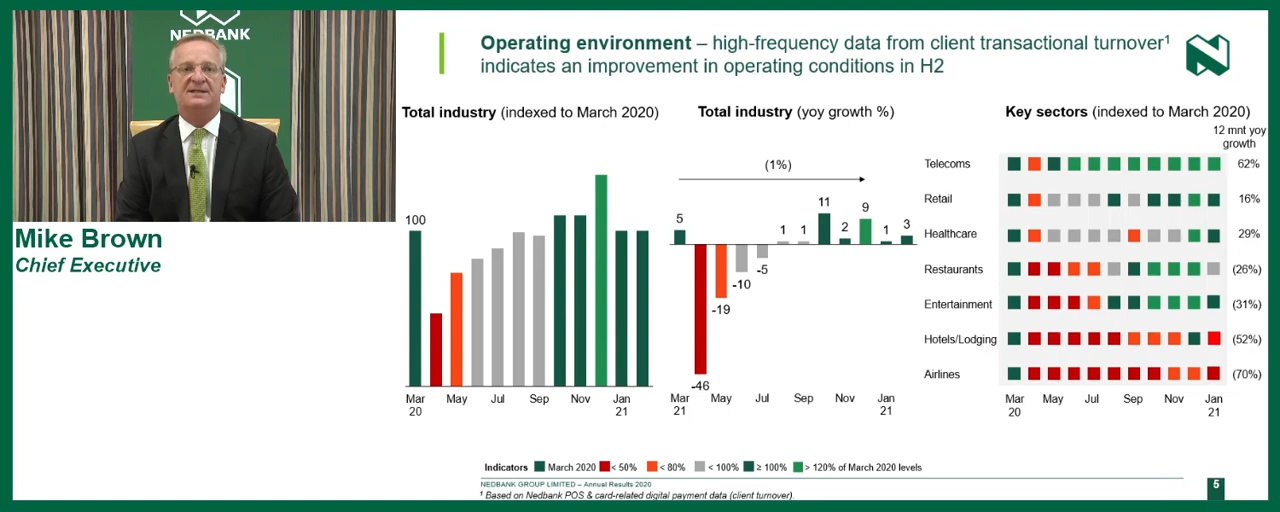 NEDBANK
Mike Brown
Chief Executive
Operating environment – high-frequency data from client transactional turnover¹
indicates an improvement in operating conditions in H2
Total industry (indexed to March 2020)
100
Mar May Jul Sep Nov Jan
20 21
Total industry (yoy growth %)
(1%)
5 -46 -19 -10 -5 1 1 11 2 9 1 3
Mar May Jul Sep Nov Jan
21 21
Key sectors (indexed to March 2020)
12 mnt yoy
growth
Telecoms 62%
Retail 16%
Healthcare 29%
Restaurants (26%)
Entertainment (31%)
Hotels/Lodging (52%)
Airlines (70%)
Mar May Jul Sep Nov Jan
20 21
Indicators March 2020 < 50% < 80% < 100% ≥ 100% > 120% of March 2020 levels
NEDBANK GROUP LIMITED – Annual Results 2020
5
¹ Based on Nedbank POS & card-related digital payment data (client turnover).